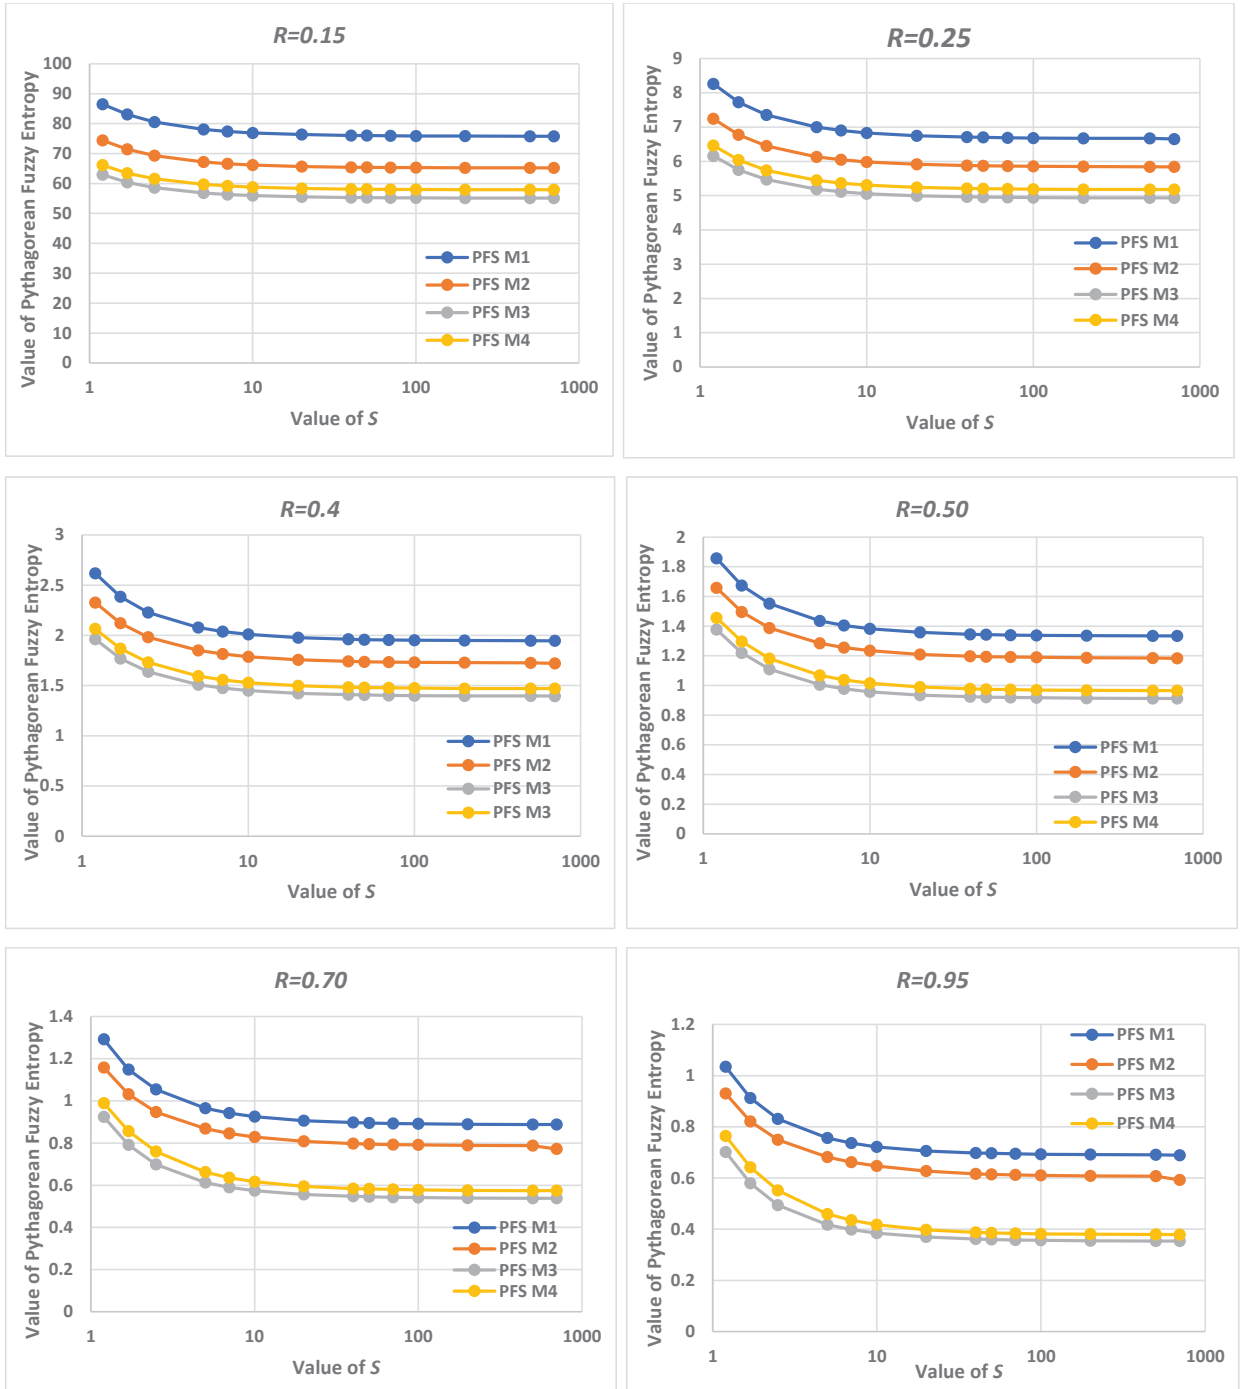 R=0.15
Value of Pythagorean Fuzzy Entropy
100
90
80
70
60
50
40
30
20
10
0
PFS M1
PFS M2
PFS M3
PFS M4
1
10
100
1000
Value of S
R=0.25
Value of Pythagorean Fuzzy Entropy
9
8
7
6
5
4
3
2
1
0
PFS M1
PFS M2
PFS M3
PFS M4
1
10
100
1000
Value of S
R=0.4
Value of Pythagorean Fuzzy Entropy
3
2.5
2
1.5
1
0.5
0
PFS M1
PFS M2
PFS M3
PFS M3
1
10
100
1000
Value of S
R=0.50
Value of Pythagorean Fuzzy Entropy
2
1.8
1.6
1.4
1.2
1
0.8
0.6
0.4
0.2
0
PFS M1
PFS M2
PFS M3
PFS M4
1
10
100
1000
Value of S
R=0.70
Value of Pythagorean Fuzzy Entropy
1.4
1.2
1
0.8
0.6
0.4
0.2
0
PFS M1
PFS M2
PFS M3
PFS M4
1
10
100
1000
Value of S
R=0.95
Value of Pythagorean Fuzzy Entropy
1.2
1
0.8
0.6
0.4
0.2
0
PFS M1
PFS M2
PFS M3
PFS M4
1
10
100
1000
Value of S